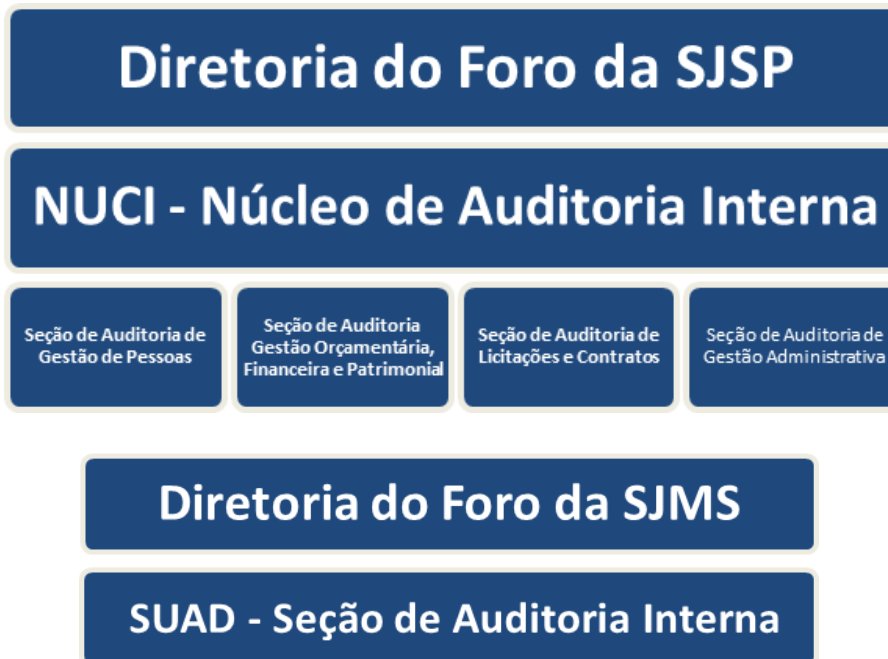 Diretoria do Foro da SJSP
NUCI - Núcleo de Auditoria Interna
Seção de Auditoria de
Gestão de Pessoas
Seção de Auditoria
Gestão Orçamentária,
Financeira e Patrimonial
Seção de Auditoria de
Licitações e Contratos
Seção de Auditoria de
Gestão Administrativa
Diretoria do Foro da SJMS
SUAD - Seção de Auditoria Interna